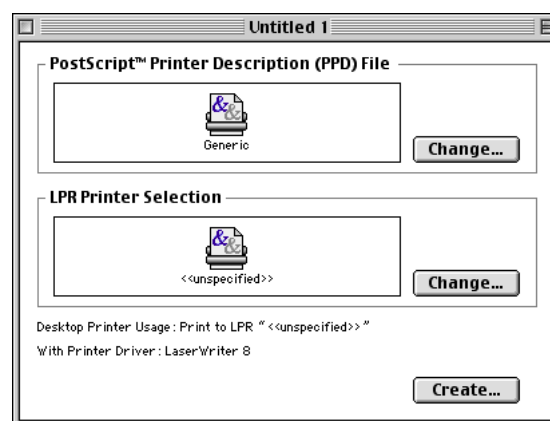 Untitled 1
PostScript™ Printer Description (PPD) File
Generic
Change...
LPR Printer Selection
<<unspecified>>
Change...
Desktop Printer Usage: Print to LPR “<<unspecified>>”
With Printer Driver: LaserWriter 8
Create...